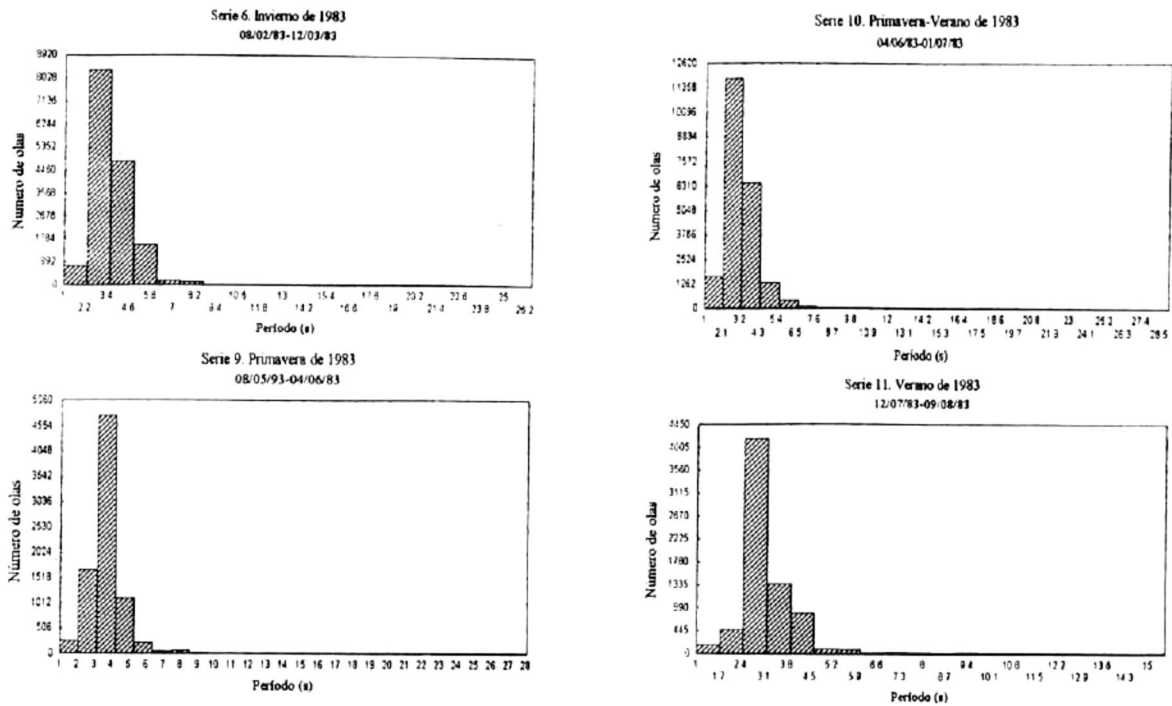 Serie 6. Invierno de 1983
08/02/83-12/03/83
Numero de olas
8920
8028
7136
6244
5352
4460
3568
2676
1784
892
0
1 3.4 5.8 8.2 10.6 13 15.4 17.8 20.2 22.6 25
2.2 4.6 7 9.4 11.8 14.2 16.6 19 21.4 23.8 26.2
Período (s)
Serie 10. Primavera-Verano de 1983
04/06/83-01/07/83
Numero de olas
12620
11358
10096
8834
7572
6310
5048
3786
2524
1262
0
1 3.2 5.4 7.6 9.8 12 14.2 16.4 18.6 20.8 23 25.2 27.4
2.1 4.3 6.5 8.7 10.9 13.1 15.3 17.5 19.7 21.9 24.1 26.3 28.5
Período (s)
Serie 9. Primavera de 1983
08/05/93-04/06/83
Número de olas
5060
4554
4048
3542
3036
2530
2024
1518
1012
506
0
1 2 3 4 5 6 7 8 9 10 11 12 13 14 15 16 17 18 19 20 21 22 23 24 25 26 27 28
Período (s)
Serie 11. Verano de 1983
12/07/83-09/08/83
Numero de olas
4450
4005
3560
3115
2670
2225
1780
1335
890
445
0
1 2.4 3.8 5.2 6.6 8 9.4 10.8 12.2 13.6 15
1.7 3.1 4.5 5.9 7.3 8.7 10.1 11.5 12.9 14.3
Período (s)